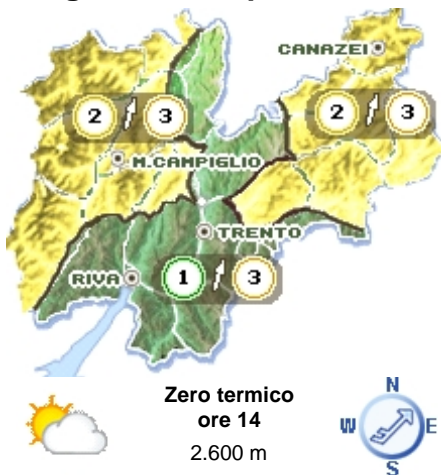 CANAZEI
2 3
2 3
M.CAMPIGLIO
TRENTO
RIVA
1 3
Zero termico
ore 14
2.600 m
N
W E
S